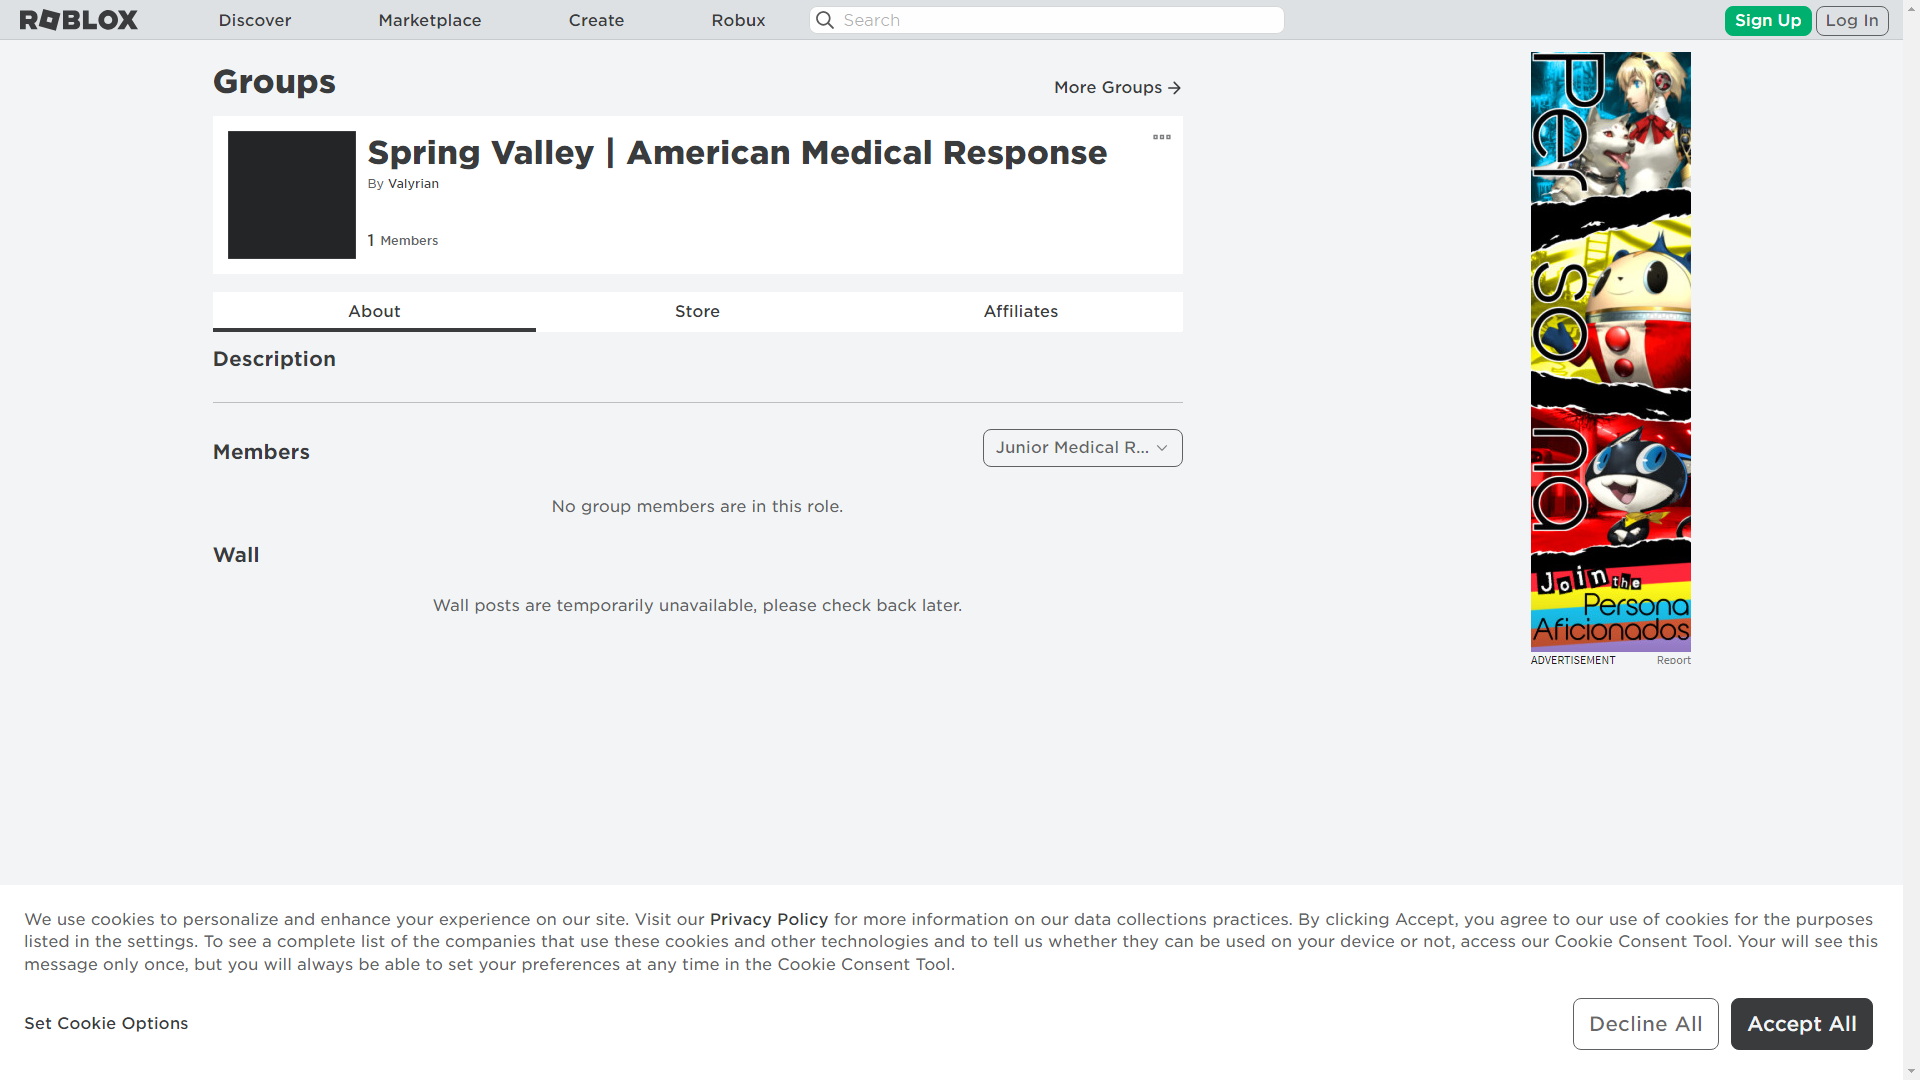 ROBLOX
Discover
Marketplace
Create
Robux
Search
Sign Up
Log In
Groups
More Groups
Spring Valley | American Medical Response
By Valyrian
1 Members
About
Store
Affiliates
Description
Members
Junior Medical R...
No group members are in this role.
Wall
Wall posts are temporarily unavailable, please check back later.
Persona
Join the
Persona
Aficionados
ADVERTISEMENT
Report
We use cookies to personalize and enhance your experience on our site. Visit our Privacy Policy for more information on our data collections practices. By clicking Accept, you agree to our use of cookies for the purposes
listed in the settings. To see a complete list of the companies that use these cookies and other technologies and to tell us whether they can be used on your device or not, access our Cookie Consent Tool. Your will see this
message only once, but you will always be able to set your preferences at any time in the Cookie Consent Tool.
Set Cookie Options
Decline All
Accept All